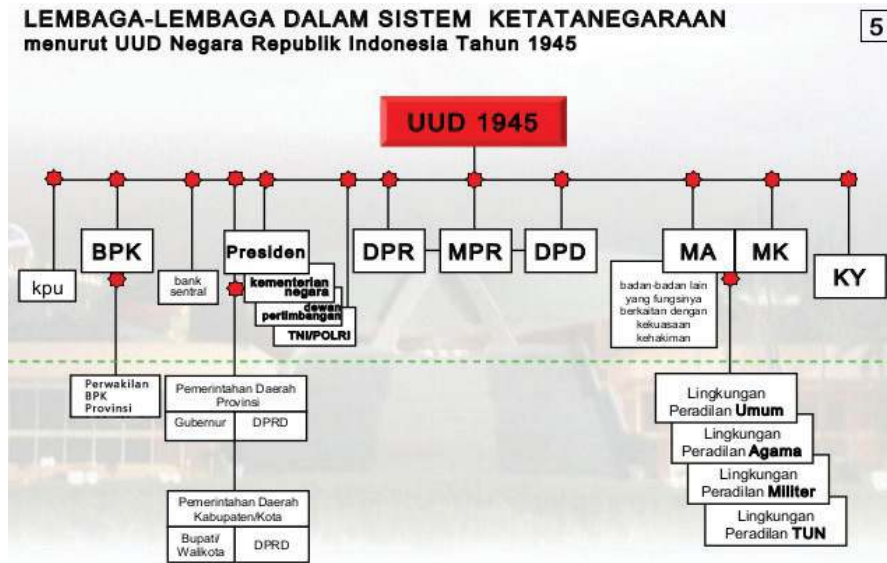 LEMBAGA-LEMBAGA DALAM SISTEM KETATANEGARAAN
menurut UUD Negara Republik Indonesia Tahun 1945
5
UUD 1945
kpu
BPK
bank
sentral
Presiden
kementerian
negara
dewan
pertimbangan
TNI/POLRI
DPR
MPR
DPD
MA
MK
KY
badan-badan lain
yang fungsinya
berkaitan dengan
kekuasaan
kehakiman
Perwakilan
BPK
Provinsi
Pemerintahan Daerah
Provinsi
Gubernur
DPRD
Pemerintahan Daerah
Kabupaten/Kota
Bupati/
Walikota
DPRD
Lingkungan
Peradilan Umum
Lingkungan
Peradilan Agama
Lingkungan
Peradilan Militer
Lingkungan
Peradilan TUN